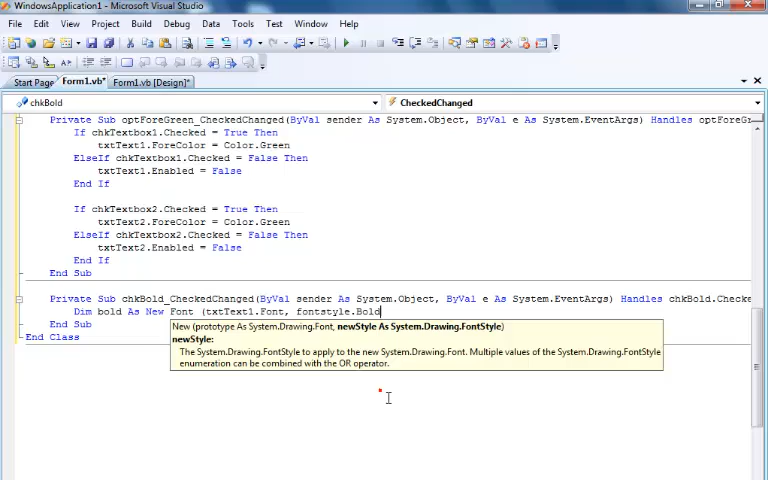 WindowsApplication1 - Microsoft Visual Studio
File Edit View Project Build Debug Data Tools Test Window Help
Start Page Form1.vb* Form1.vb [Design]*
chkBold CheckedChanged
Private Sub optForeGreen_CheckedChanged(ByVal sender As System.Object, ByVal e As System.EventArgs) Handles optForeGr
If chkTextbox1.Checked = True Then
txtText1.ForeColor = Color.Green
ElseIf chkTextbox1.Checked = False Then
txtText1.Enabled = False
End If
If chkTextbox2.Checked = True Then
txtText2.ForeColor = Color.Green
ElseIf chkTextbox2.Checked = False Then
txtText2.Enabled = False
End If
End Sub
Private Sub chkBold_CheckedChanged(ByVal sender As System.Object, ByVal e As System.EventArgs) Handles chkBold.Checke
Dim bold As New Font (txtText1.Font, fontstyle.Bold
End Sub
New (prototype As System.Drawing.Font, newStyle As System.Drawing.FontStyle)
End Class
newStyle:
The System.Drawing.FontStyle to apply to the new System.Drawing.Font. Multiple values of the System.Drawing.FontStyle
enumeration can be combined with the OR operator.